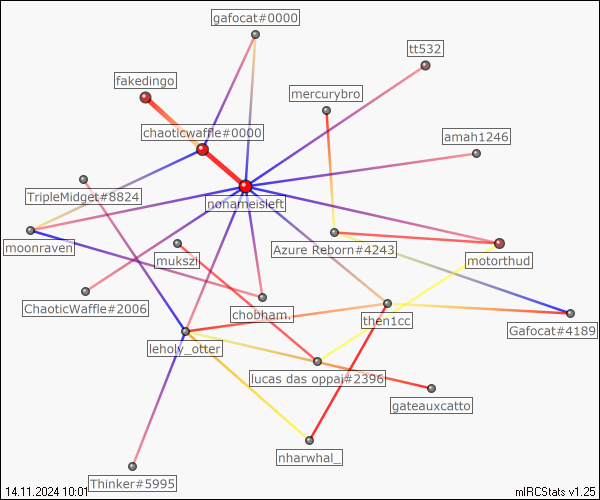 gafocat#0000
tt532
fakedingo
mercurybro
chaoticwaffle#0000
amah1246
TripleMidget#8824
nonameisleft
moonraven
mukszi
Azure Reborn#4243
motorthud
ChaoticWaffle#2006
chobham.
then1cc
Gafocat#4189
leholy_otter
lucas das oppai#2396
gateauxcatto
nharwhal_
Thinker#5995
14.11.2024 10:01
mIRCStats v1.25